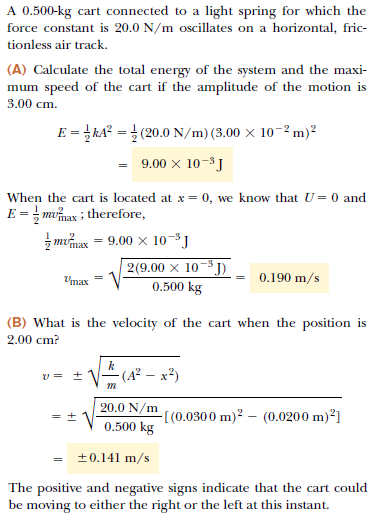 A 0.500-kg cart connected to a light spring for which the
force constant is 20.0 N/m oscillates on a horizontal, fric-
tionless air track.
(A) Calculate the total energy of the system and the maxi-
mum speed of the cart if the amplitude of the motion is
3.00 cm.
E = ½kA² = ½(20.0 N/m)(3.00 × 10⁻² m)²
= 9.00 × 10⁻³ J
When the cart is located at x = 0, we know that U = 0 and
E = ½mv²max; therefore,
½mv²max = 9.00 × 10⁻³ J
vmax = √(2(9.00 × 10⁻³ J)/0.500 kg) = 0.190 m/s
(B) What is the velocity of the cart when the position is
2.00 cm?
v = ± √(k/m (A² − x²))
= ± √(20.0 N/m / 0.500 kg [(0.0300 m)² − (0.0200 m)²])
= ±0.141 m/s
The positive and negative signs indicate that the cart could
be moving to either the right or the left at this instant.